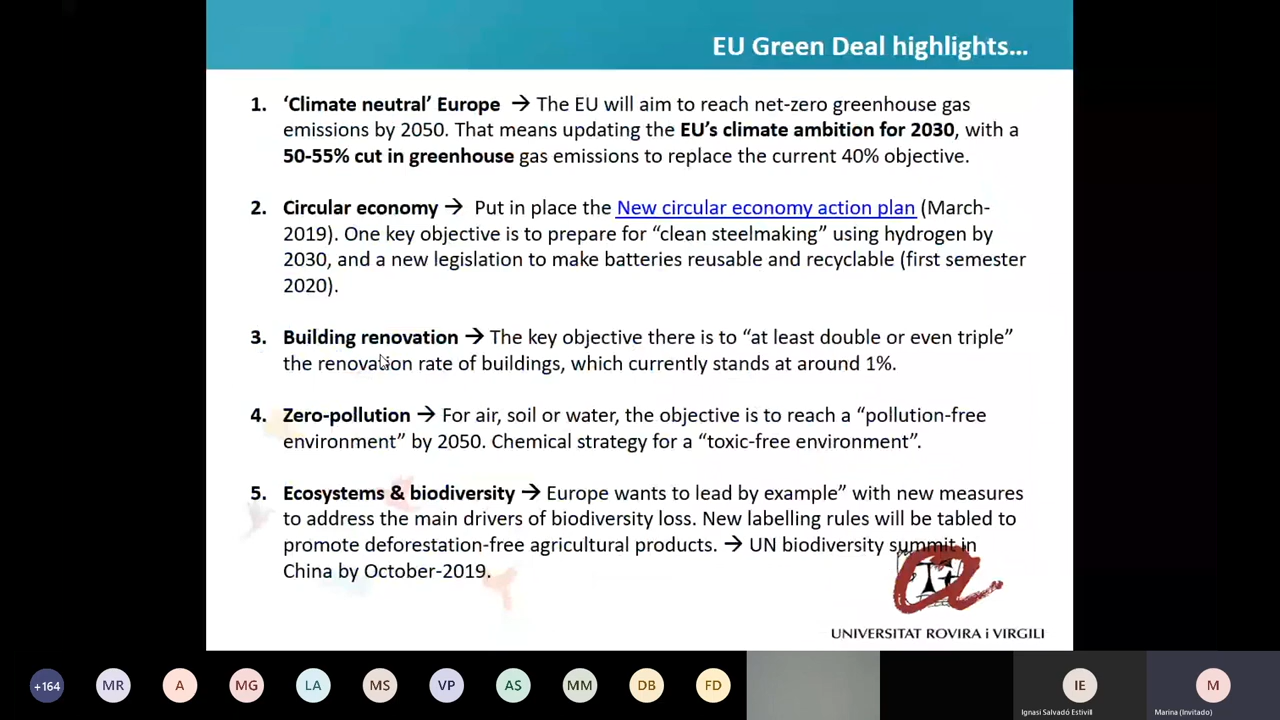 EU Green Deal highlights...
1. ‘Climate neutral’ Europe → The EU will aim to reach net-zero greenhouse gas
emissions by 2050. That means updating the EU’s climate ambition for 2030, with a
50-55% cut in greenhouse gas emissions to replace the current 40% objective.
2. Circular economy → Put in place the New circular economy action plan (March-
2019). One key objective is to prepare for “clean steelmaking” using hydrogen by
2030, and a new legislation to make batteries reusable and recyclable (first semester
2020).
3. Building renovation → The key objective there is to “at least double or even triple”
the renovation rate of buildings, which currently stands at around 1%.
4. Zero-pollution → For air, soil or water, the objective is to reach a “pollution-free
environment” by 2050. Chemical strategy for a “toxic-free environment”.
5. Ecosystems & biodiversity → Europe wants to lead by example” with new measures
to address the main drivers of biodiversity loss. New labelling rules will be tabled to
promote deforestation-free agricultural products. → UN biodiversity summit in
China by October-2019.
UNIVERSITAT ROVIRA i VIRGILI
+164 MR A MG LA MS VP AS MM DB FD IE M
Ignasi Salvadó Estivill Marina (Invitado)